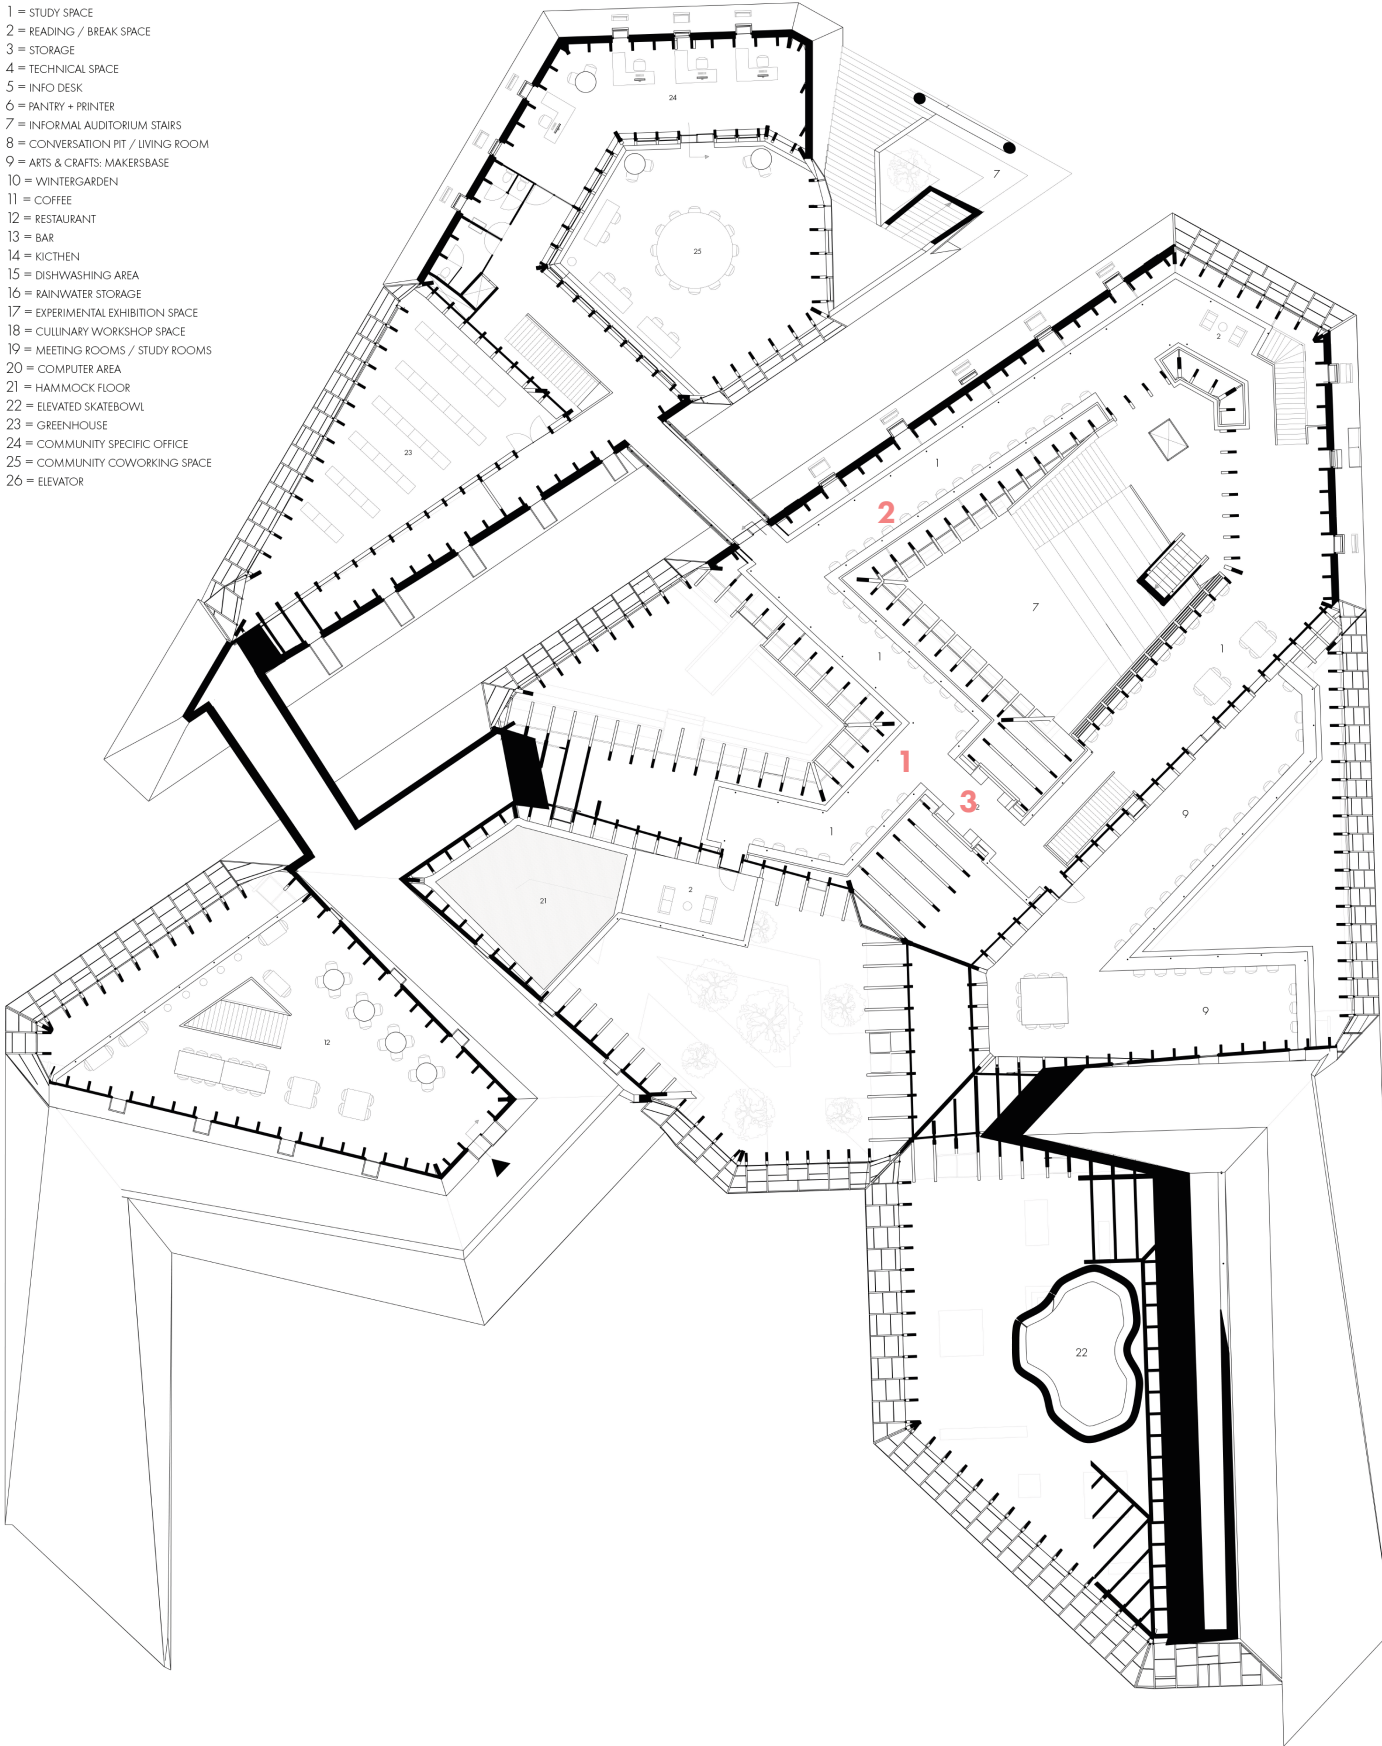 1 = STUDY SPACE
2 = READING / BREAK SPACE
3 = STORAGE
4 = TECHNICAL SPACE
5 = INFO DESK
6 = PANTRY + PRINTER
7 = INFORMAL AUDITORIUM STAIRS
8 = CONVERSATION PIT / LIVING ROOM
9 = ARTS & CRAFTS: MAKERSBASE
10 = WINTERGARDEN
11 = COFFEE
12 = RESTAURANT
13 = BAR
14 = KICTHEN
15 = DISHWASHING AREA
16 = RAINWATER STORAGE
17 = EXPERIMENTAL EXHIBITION SPACE
18 = CULLINARY WORKSHOP SPACE
19 = MEETING ROOMS / STUDY ROOMS
20 = COMPUTER AREA
21 = HAMMOCK FLOOR
22 = ELEVATED SKATEBOWL
23 = GREENHOUSE
24 = COMMUNITY SPECIFIC OFFICE
25 = COMMUNITY COWORKING SPACE
26 = ELEVATOR
24
7
25
2
23
1
2
7
1
1
1
3
2
9
1
2
21
9
12
22